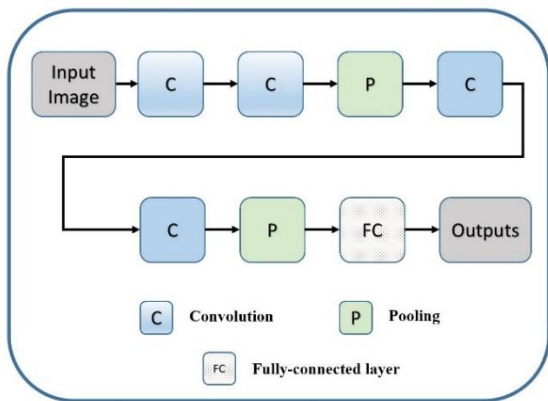 Input
Image
C
C
P
C
C
P
FC
Outputs
C Convolution
P Pooling
FC Fully-connected layer